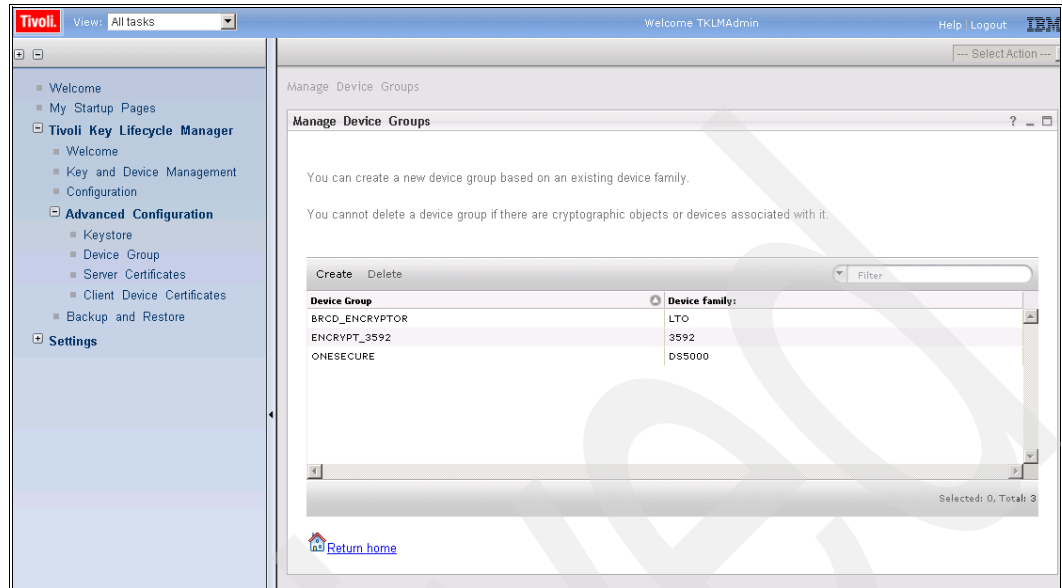 Tivoli. View: All tasks Welcome TKLMAdmin Help | Logout IBM
--- Select Action ---
Welcome
My Startup Pages
Tivoli Key Lifecycle Manager
Welcome
Key and Device Management
Configuration
Advanced Configuration
Keystore
Device Group
Server Certificates
Client Device Certificates
Backup and Restore
Settings
Manage Device Groups
Manage Device Groups ?
You can create a new device group based on an existing device family.
You cannot delete a device group if there are cryptographic objects or devices associated with it.
Create Delete Filter
Device Group Device family:
BRCD_ENCRYPTOR LTO
ENCRYPT_3592 3592
ONESECURE DS5000
Selected: 0, Total: 3
Return home